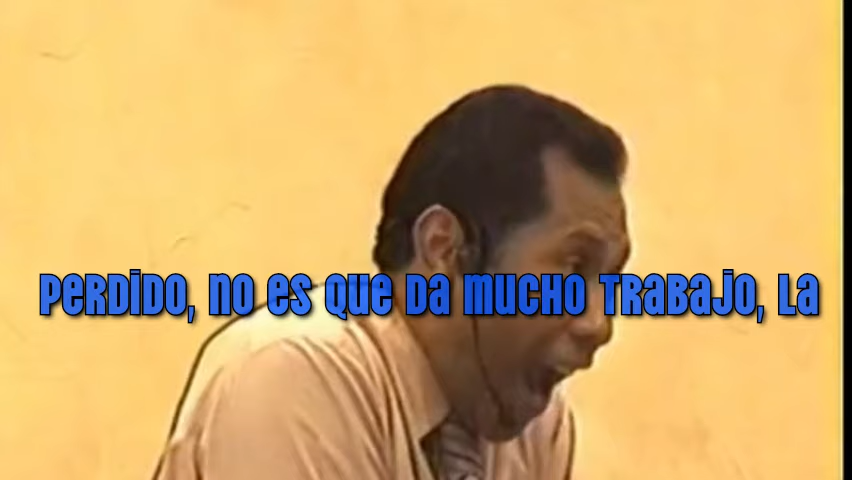 PERDIDO, NO ES QUE DA MUCHO TRABAJO, LA